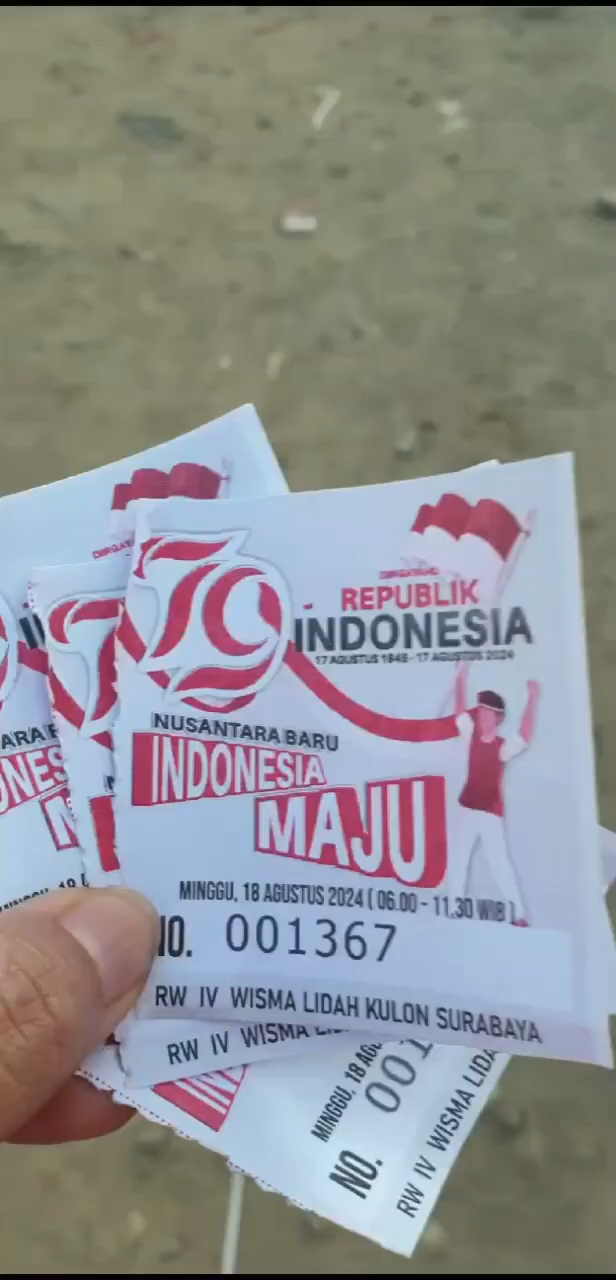 79
DIRGAHAYU
REPUBLIK
INDONESIA
17 AGUSTUS 1945 - 17 AGUSTUS 2024
NUSANTARA BARU
INDONESIA
MAJU
MINGGU, 18 AGUSTUS 2024 ( 06.00 - 11.30 WIB )
NO. 001367
RW IV WISMA LIDAH KULON SURABAYA
RW IV WISMA
MINGGU, 18
NO. 001
RW IV WISMA LIDA